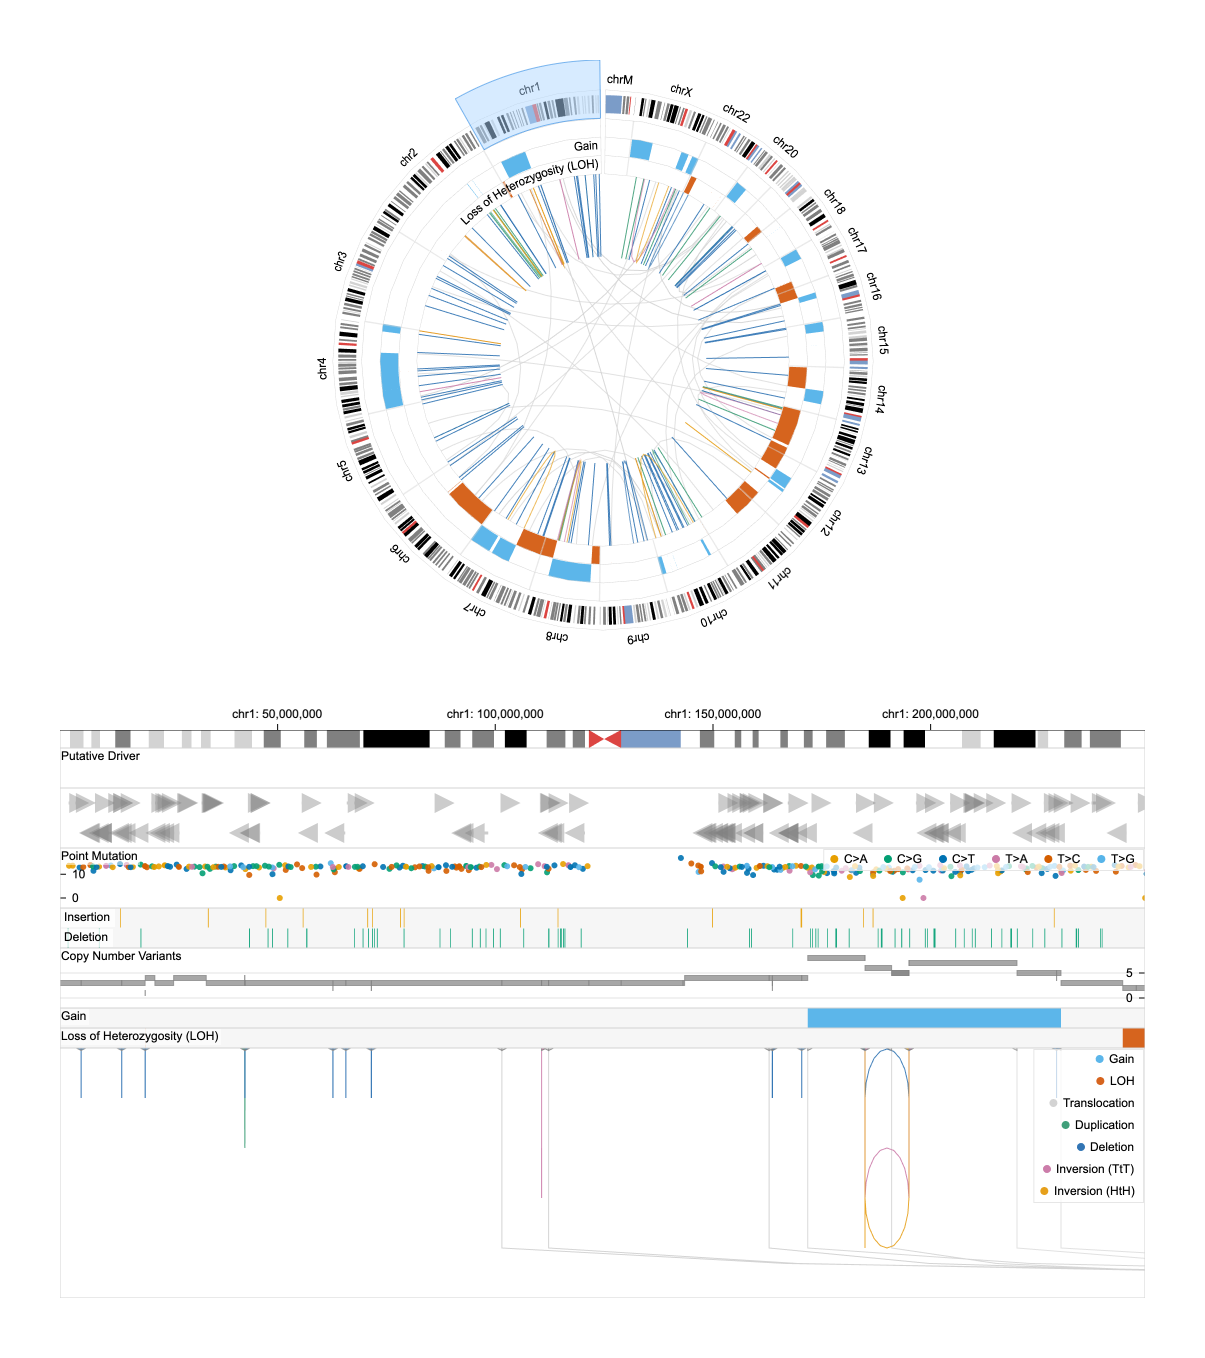 chrM
chrX
chr22
chr20
chr18
chr17
chr16
chr15
chr14
chr13
chr12
chr11
chr10
chr9
chr8
chr7
chr6
chr5
chr4
chr3
chr2
chr1
Gain
Loss of Heterozygosity (LOH)
chr1: 50,000,000 chr1: 100,000,000 chr1: 150,000,000 chr1: 200,000,000
Putative Driver
Point Mutation
C>A C>G C>T T>A T>C T>G
10
0
Insertion
Deletion
Copy Number Variants
5
0
Gain
Loss of Heterozygosity (LOH)
Gain
LOH
Translocation
Duplication
Deletion
Inversion (TtT)
Inversion (HtH)